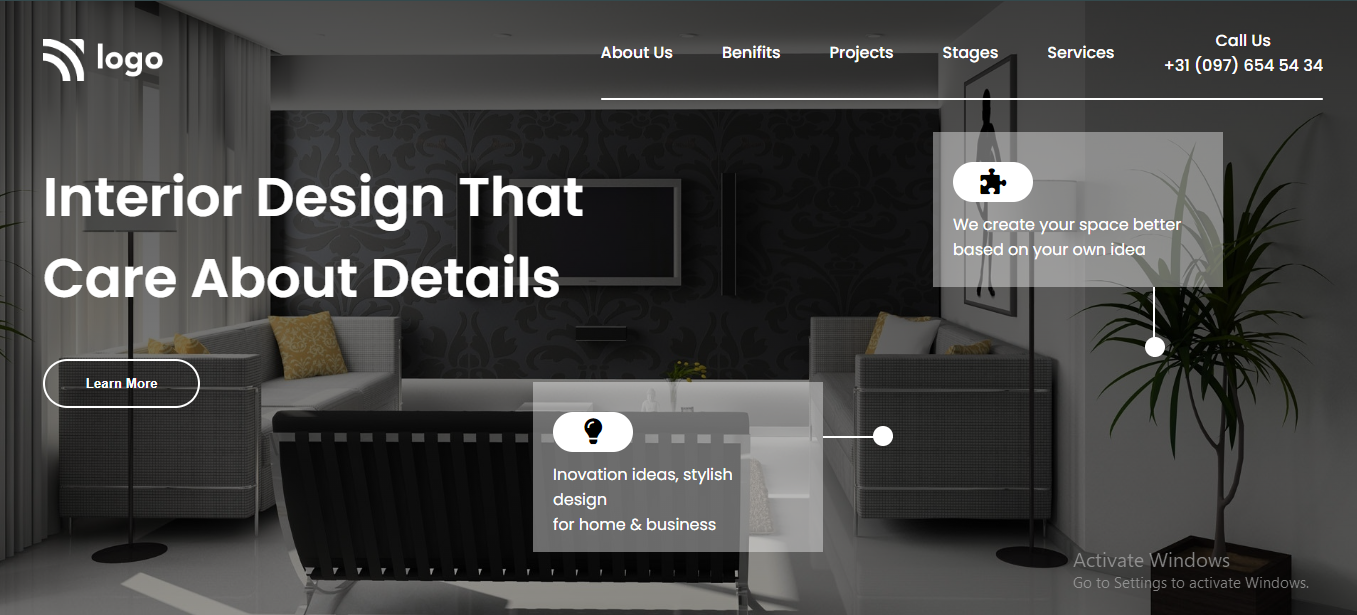 logo
About Us
Benifits
Projects
Stages
Services
Call Us
+31 (097) 654 54 34
Interior Design That
Care About Details
Learn More
We create your space better
based on your own idea
Inovation ideas, stylish
design
for home & business
Activate Windows
Go to Settings to activate Windows.